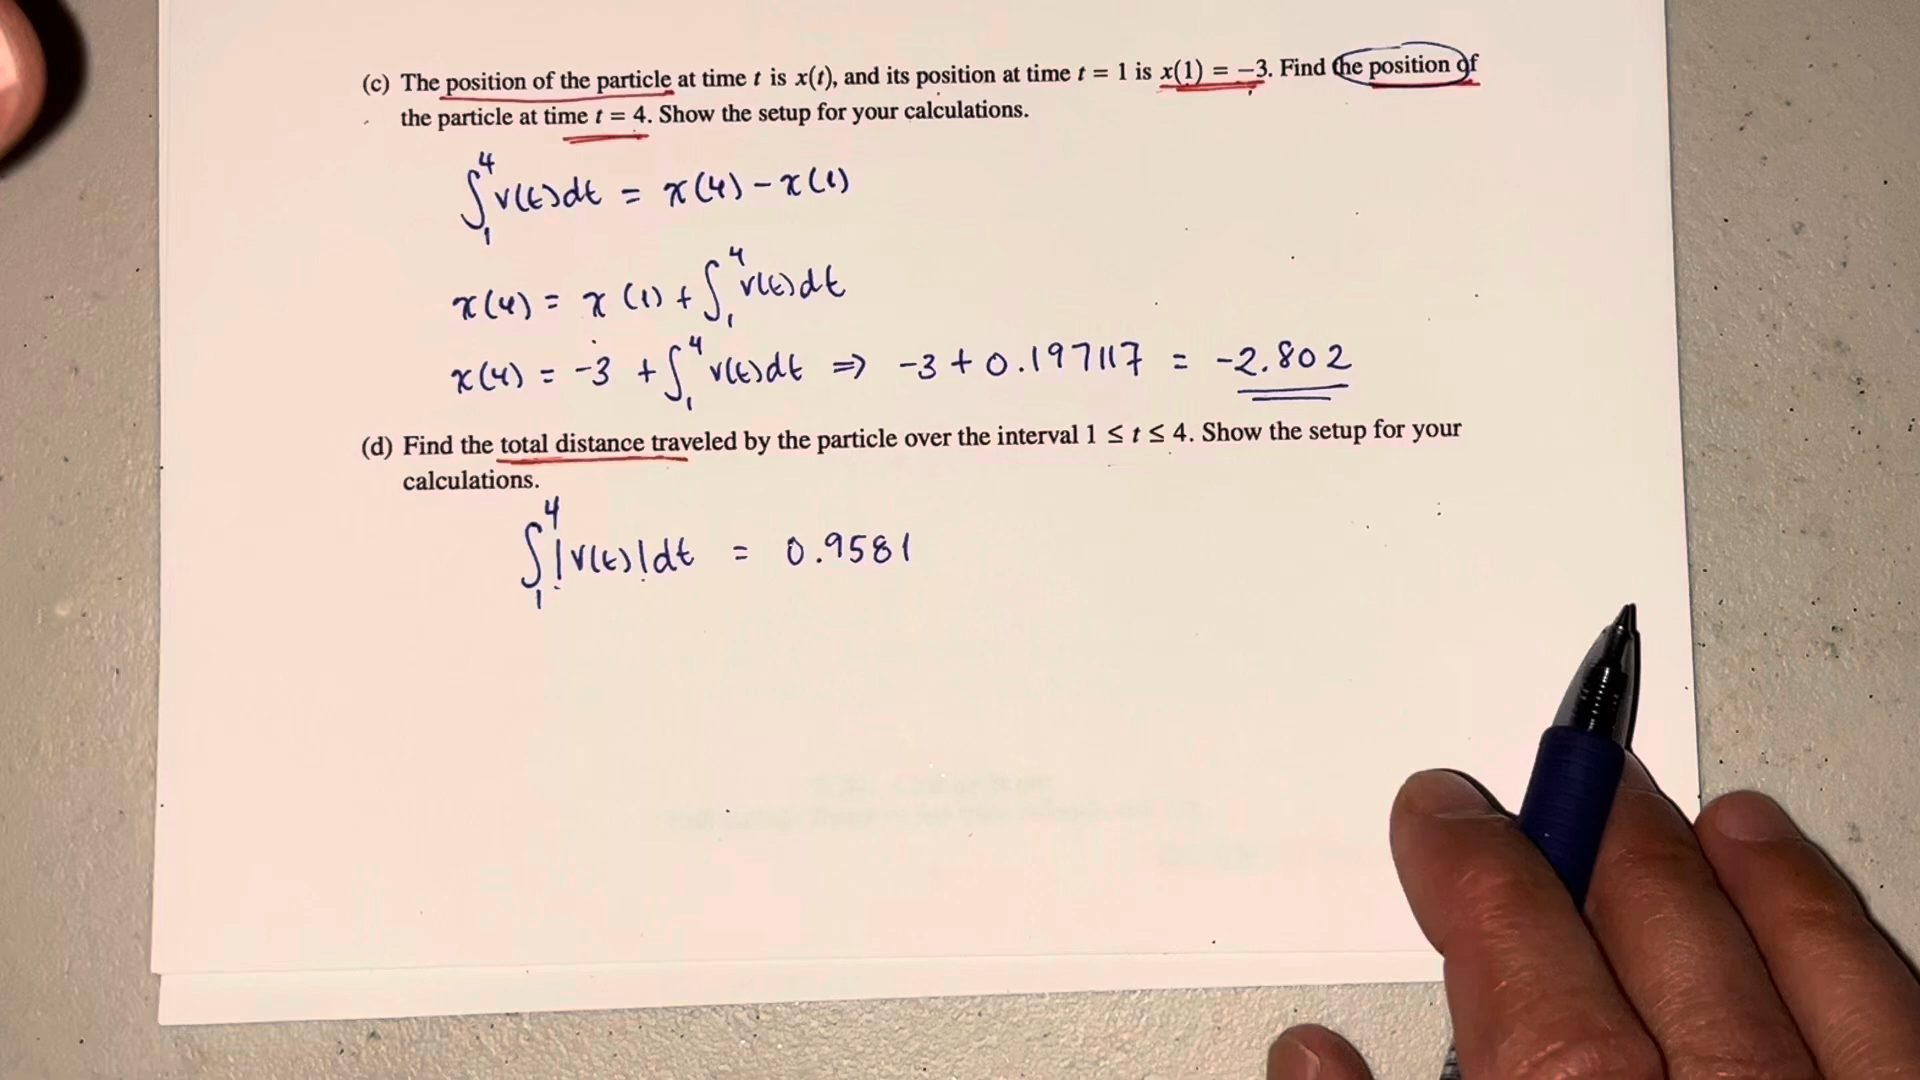 (c) The position of the particle at time t is x(t), and its position at time t = 1 is x(1) = −3. Find the position of
the particle at time t = 4. Show the setup for your calculations.
∫₁⁴ v(t)dt = x(4) − x(1)
x(4) = x(1) + ∫₁⁴ v(t)dt
x(4) = −3 + ∫₁⁴ v(t)dt ⇒ −3 + 0.197117 = −2.802
(d) Find the total distance traveled by the particle over the interval 1 ≤ t ≤ 4. Show the setup for your
calculations.
∫₁⁴ |v(t)|dt = 0.9581